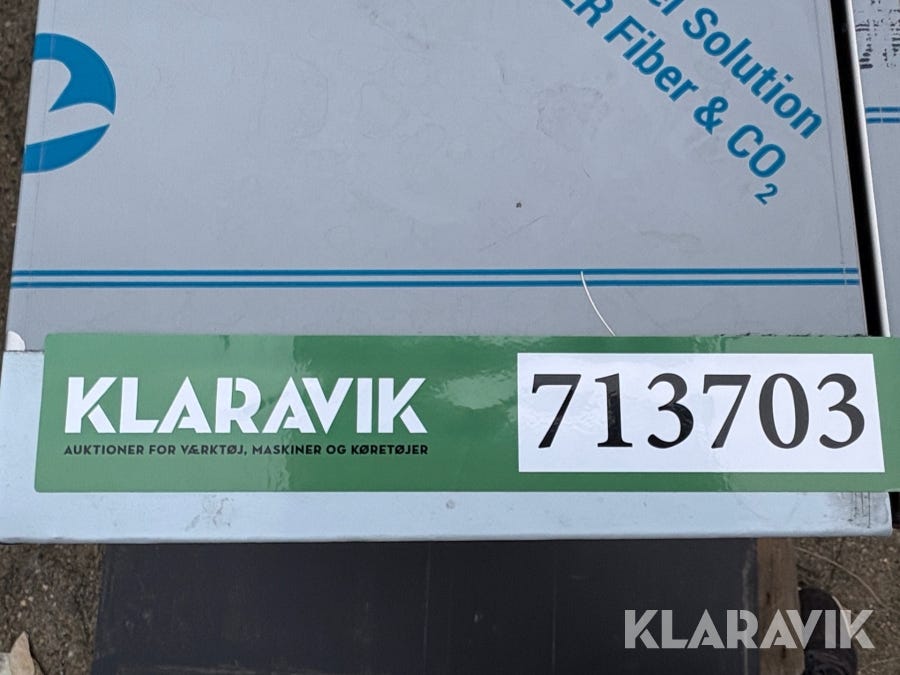 Solution
Fiber & CO₂
KLARAVIK
AUKTIONER FOR VÆRKTØJ, MASKINER OG KØRETØJER
713703
KLARAVIK